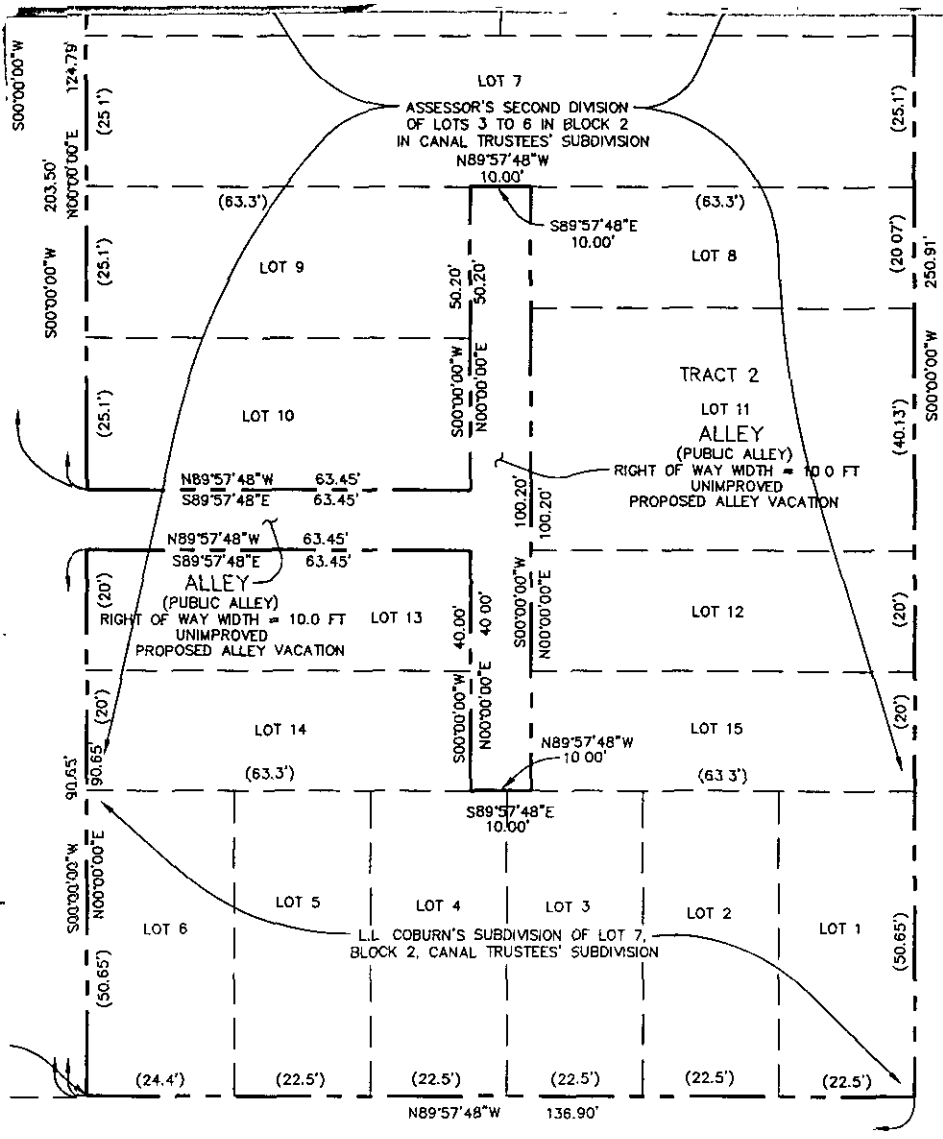 S00°00'00"W
124.79'
203.50'
N00°00'00"E
S00°00'00"W
(25.1')
LOT 7
ASSESSOR'S SECOND DIVISION
OF LOTS 3 TO 6 IN BLOCK 2
IN CANAL TRUSTEES' SUBDIVISION
N89°57'48"W
10.00'
(25.1')
(63.3')
S89°57'48"E
10.00'
(63.3')
LOT 9
(25.1')
50.20'
50.20'
LOT 8
(20 07')
250.91'
S00°00'00"W
S00°00'00"W
N00°00'00"E
TRACT 2
LOT 10
(25.1')
LOT 11
ALLEY
(PUBLIC ALLEY)
RIGHT OF WAY WIDTH = 10 0 FT
UNIMPROVED
PROPOSED ALLEY VACATION
(40.13')
N89°57'48"W 63.45'
S89°57'48"E 63.45'
100.20'
100.20'
S00°00'00"W
N00°00'00"E
N89°57'48"W 63.45'
S89°57'48"E 63.45'
ALLEY
(PUBLIC ALLEY)
RIGHT OF WAY WIDTH = 10.0 FT
UNIMPROVED
PROPOSED ALLEY VACATION
(20')
LOT 13
40.00'
40 00'
S00°00'00"W
N00°00'00"E
LOT 12
(20')
(20')
LOT 14
(63.3')
N89°57'48"W
10 00'
LOT 15
(63 3')
(20')
90.65'
90.65'
S89°57'48"E
10.00'
S00°00'00"W
N00°00'00"E
LOT 6
LOT 5
LOT 4
LOT 3
LOT 2
LOT 1
L.L COBURN'S SUBDIVISION OF LOT 7,
BLOCK 2, CANAL TRUSTEES' SUBDIVISION
(50.65')
(50.65')
(24.4')
(22.5')
(22.5')
(22.5')
(22.5')
(22.5')
N89°57'48"W 136.90'